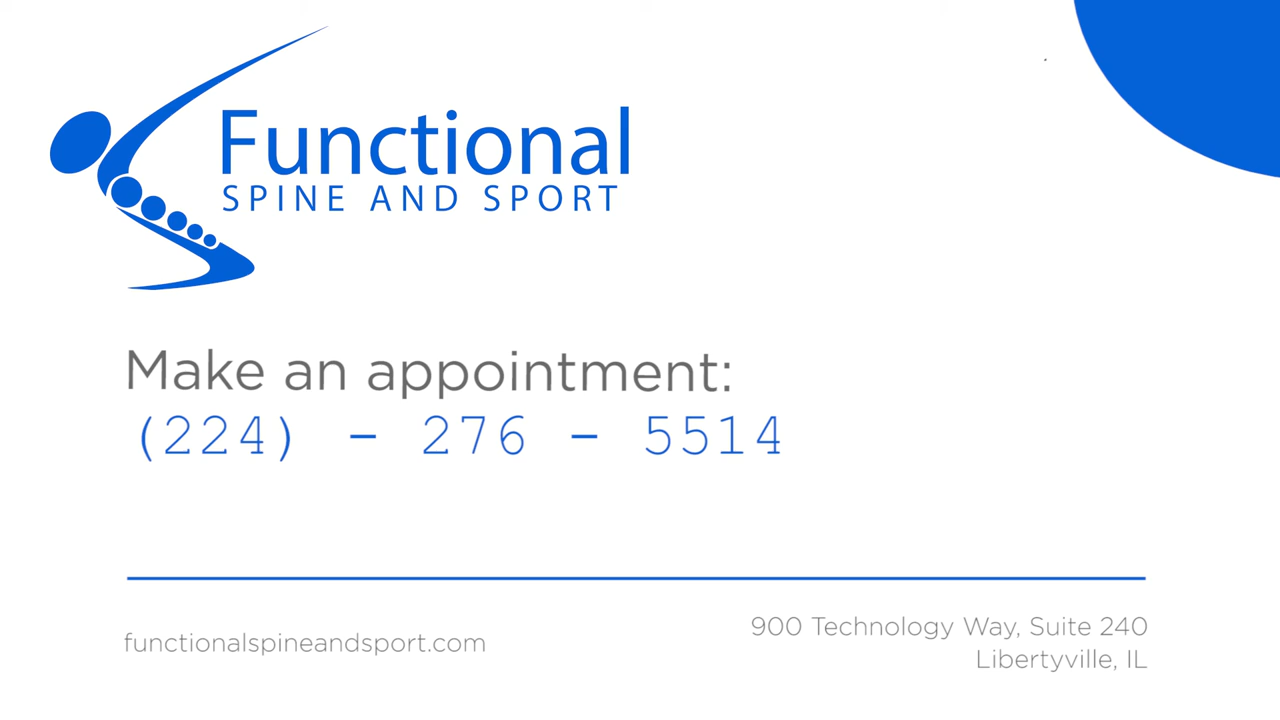 Functional
SPINE AND SPORT
Make an appointment:
(224) - 276 - 5514
functionalspineandsport.com
900 Technology Way, Suite 240
Libertyville, IL